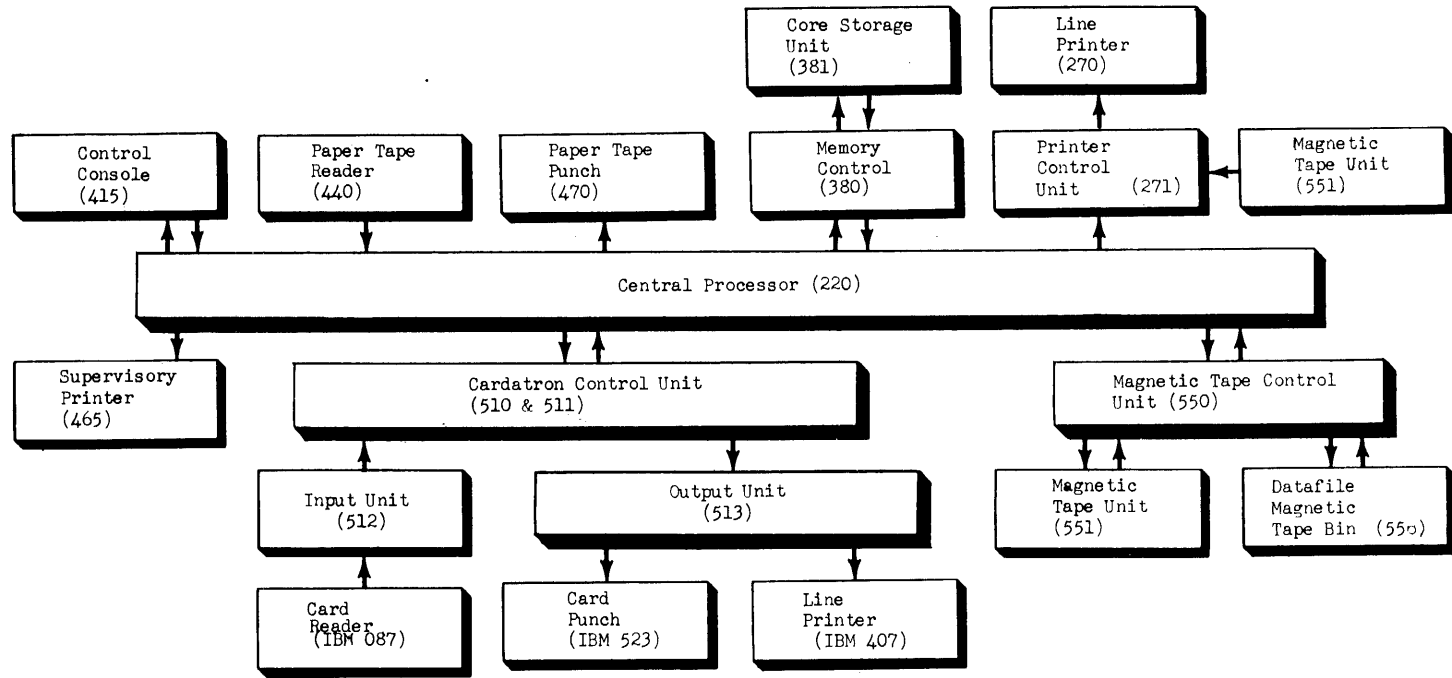 Core Storage
Unit
(381)
Line
Printer
(270)
Control
Console
(415)
Paper Tape
Reader
(440)
Paper Tape
Punch
(470)
Memory
Control
(380)
Printer
Control
Unit (271)
Magnetic
Tape Unit
(551)
Central Processor (220)
Supervisory
Printer
(465)
Cardatron Control Unit
(510 & 511)
Magnetic Tape Control
Unit (550)
Input Unit
(512)
Output Unit
(513)
Magnetic
Tape Unit
(551)
Datafile
Magnetic
Tape Bin
Card
Reader
(IBM 087)
Card
Punch
(IBM 523)
Line
Printer
(IBM 407)